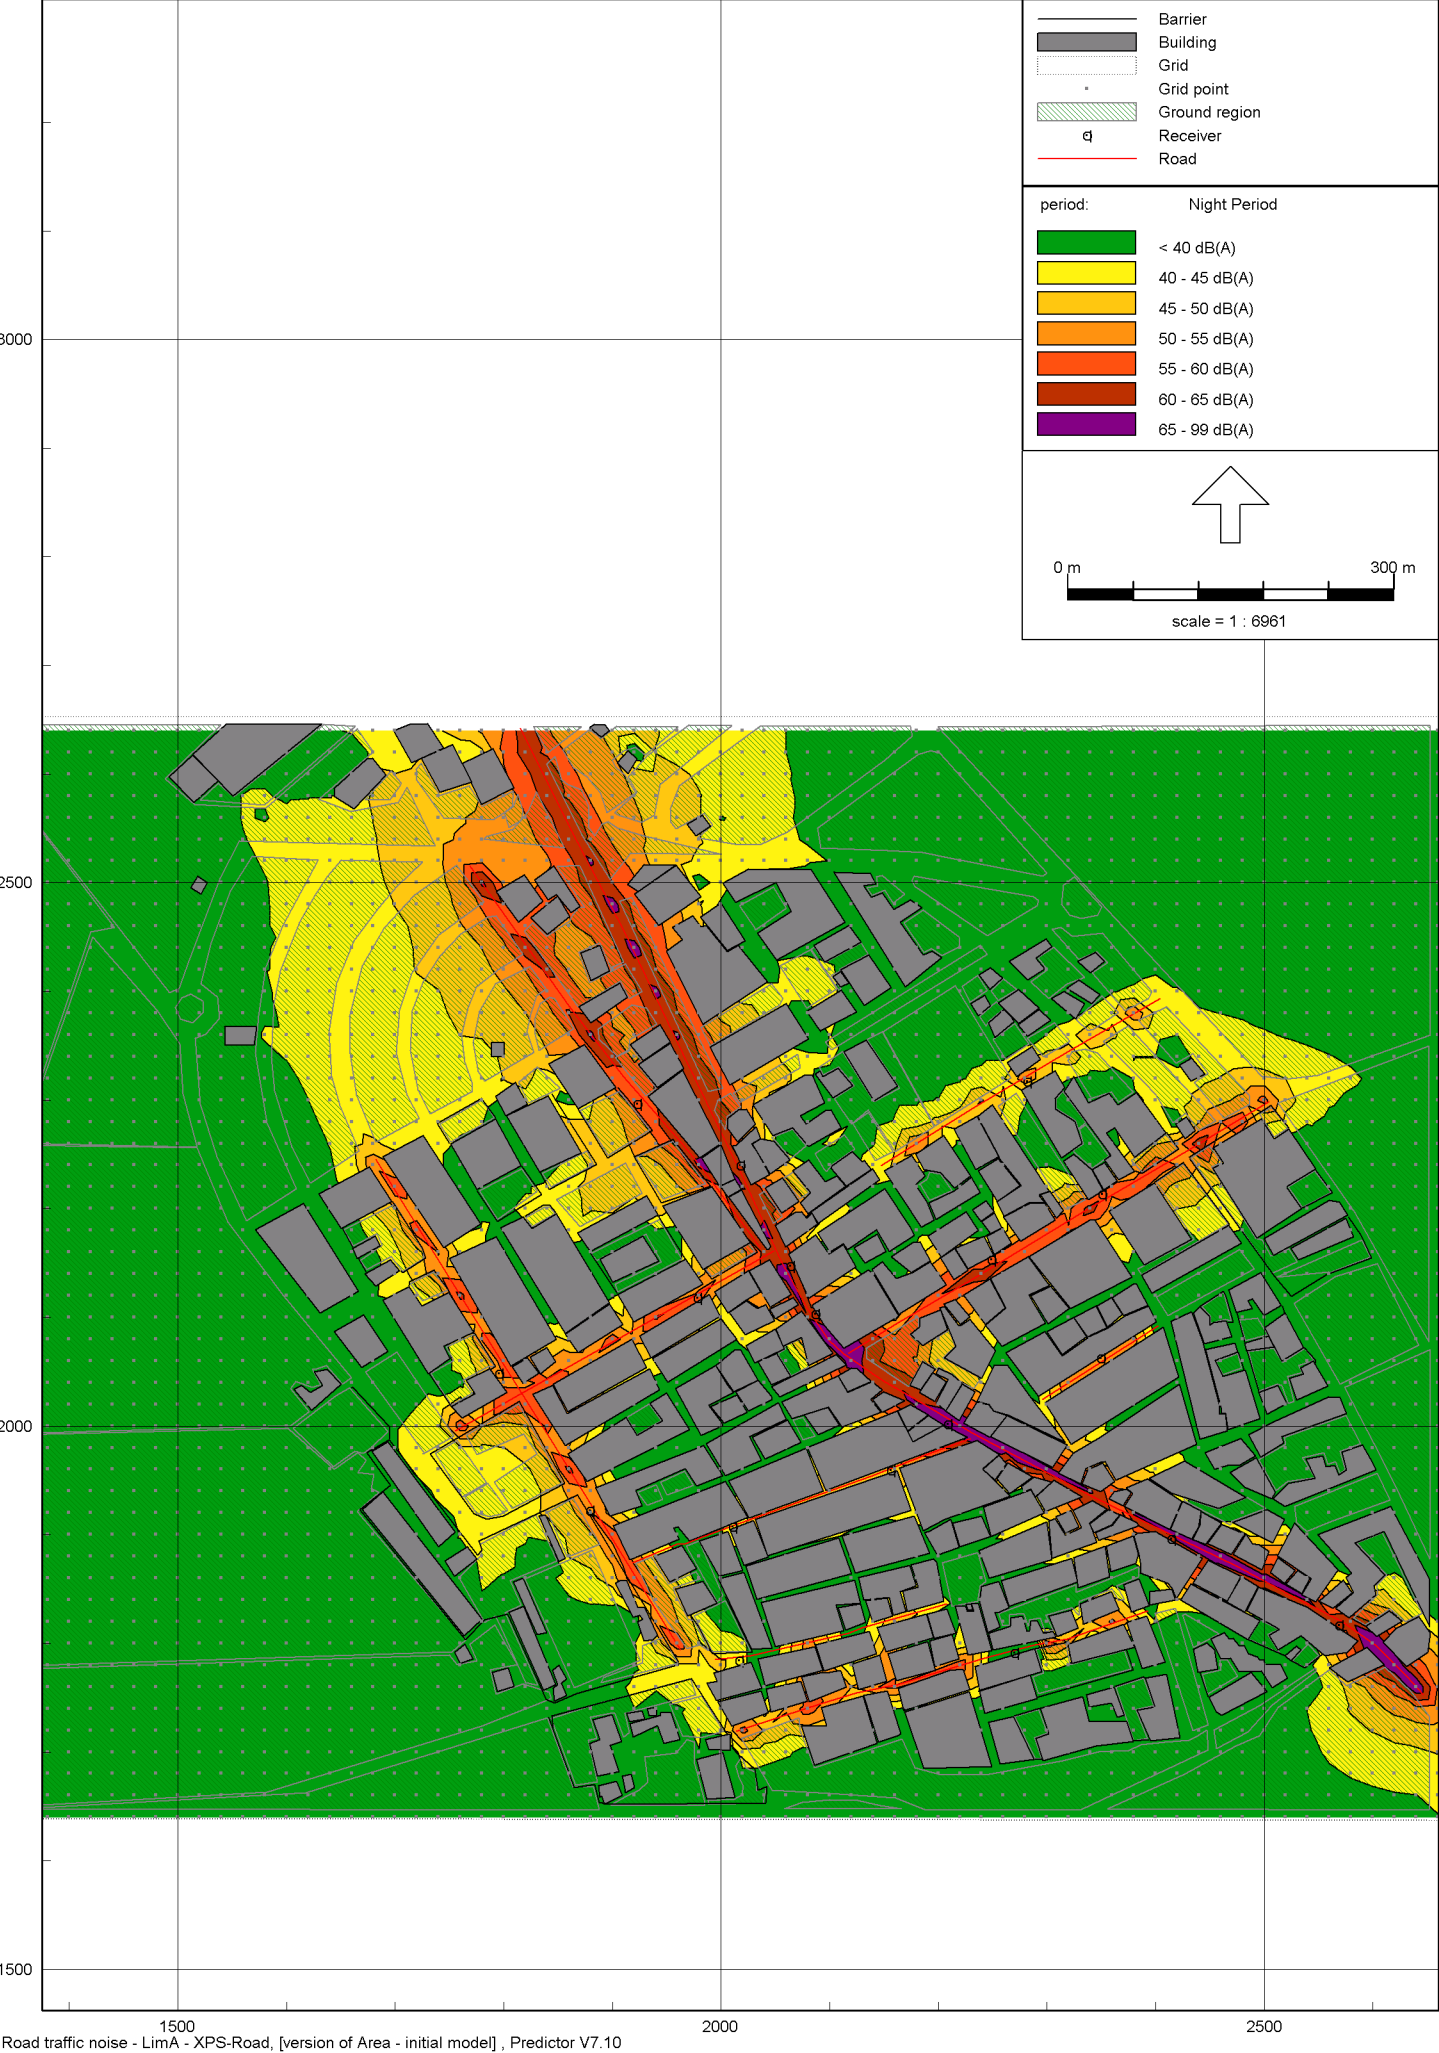 Barrier
Building
Grid
Grid point
Ground region
Receiver
Road
period: Night Period
< 40 dB(A)
40 - 45 dB(A)
45 - 50 dB(A)
50 - 55 dB(A)
55 - 60 dB(A)
60 - 65 dB(A)
65 - 99 dB(A)
0 m 300 m
scale = 1 : 6961
3000
2500
2000
1500
1500 2000 2500
Road traffic noise - LimA - XPS-Road, [version of Area - initial model] , Predictor V7.10